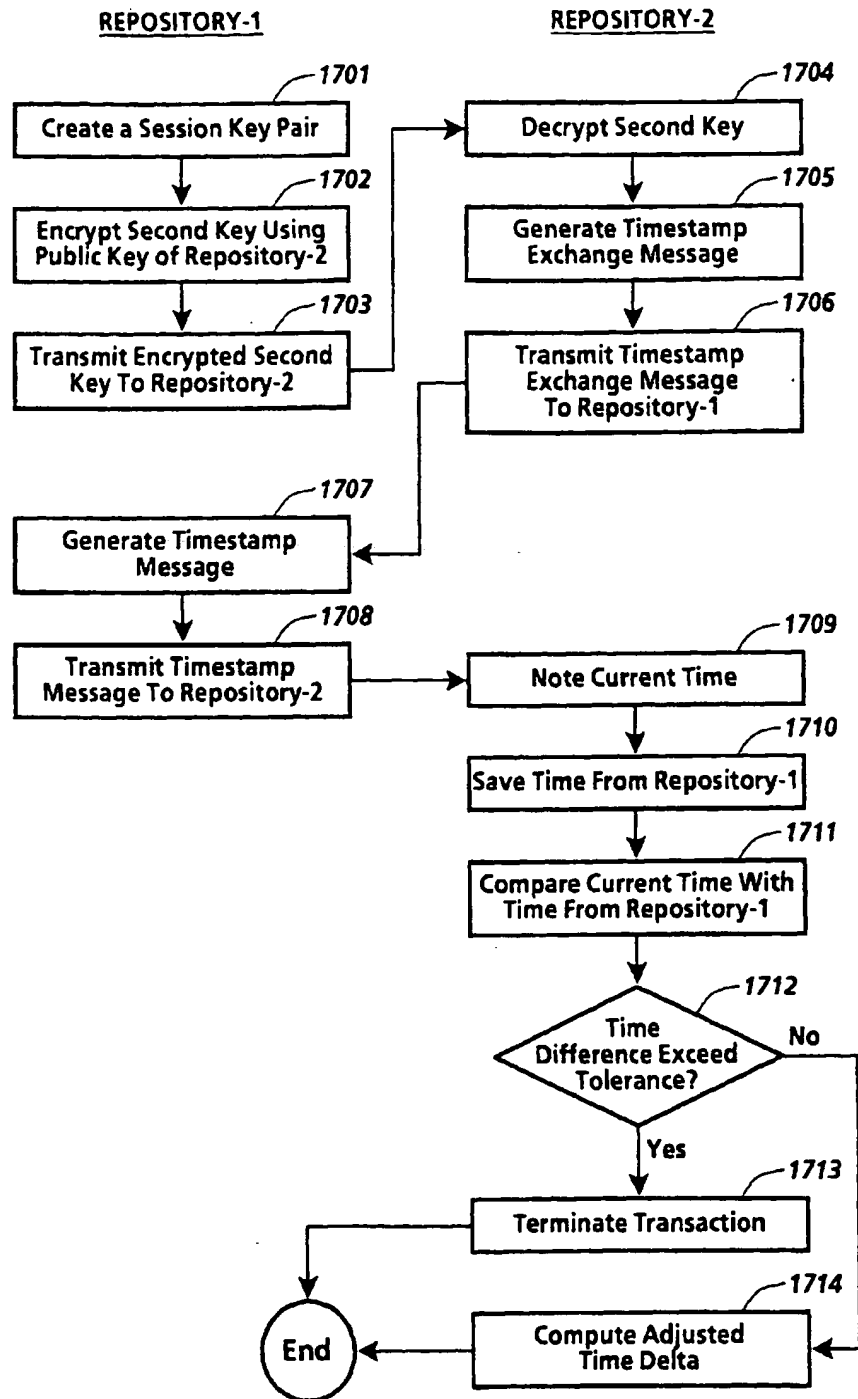 REPOSITORY-1
REPOSITORY-2
1701
Create a Session Key Pair
1702
Encrypt Second Key Using
Public Key of Repository-2
1703
Transmit Encrypted Second
Key To Repository-2
1704
Decrypt Second Key
1705
Generate Timestamp
Exchange Message
1706
Transmit Timestamp
Exchange Message
To Repository-1
1707
Generate Timestamp
Message
1708
Transmit Timestamp
Message To Repository-2
1709
Note Current Time
1710
Save Time From Repository-1
1711
Compare Current Time With
Time From Repository-1
1712
Time
Difference Exceed
Tolerance?
No
Yes
1713
Terminate Transaction
1714
Compute Adjusted
Time Delta
End